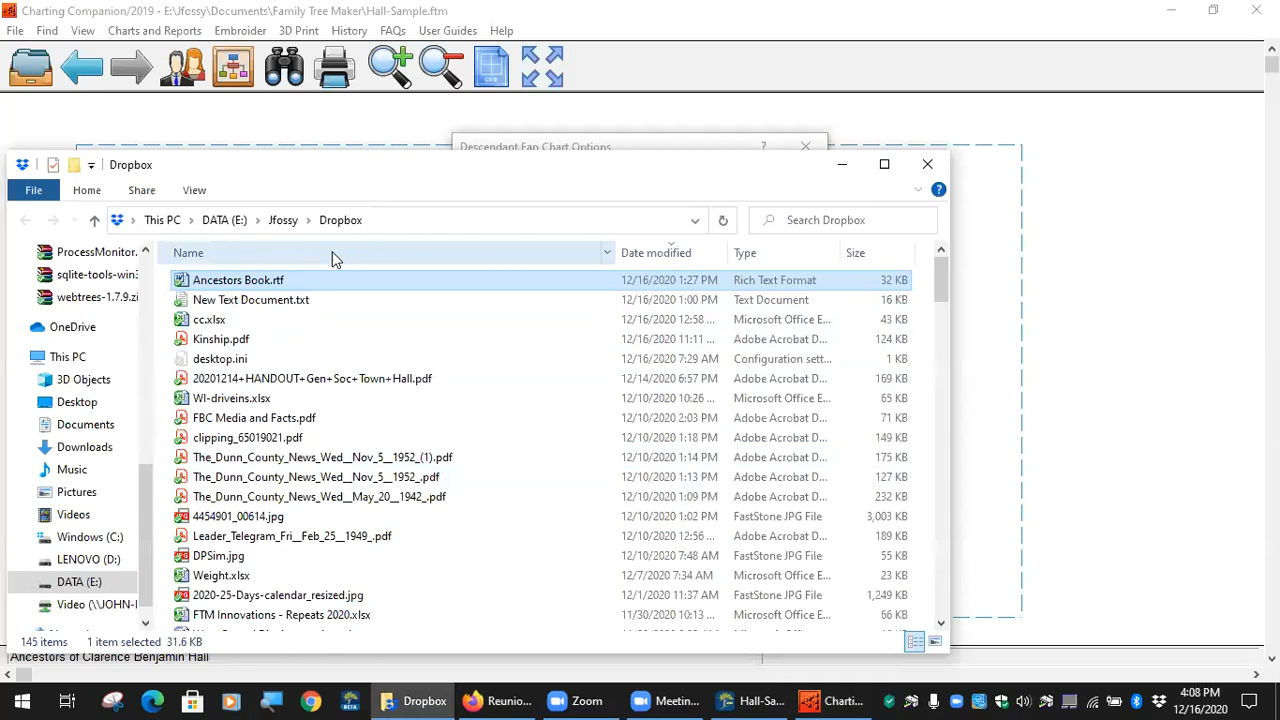 Charting Companion/2019 - E:\Jfossy\Documents\Family Tree Maker\Hall-Sample.ftm
File Find View Charts and Reports Embroider 3D Print History FAQs User Guides Help
Descendant Fan Chart Options ?
Dropbox
File Home Share View
This PC DATA (E:) Jfossy Dropbox Search Dropbox
Name Date modified Type Size
ProcessMonitor.
sqlite-tools-win3
webtrees-1.7.9.zi
OneDrive
This PC
3D Objects
Desktop
Documents
Downloads
Music
Pictures
Videos
Windows (C:)
LENOVO (D:)
DATA (E:)
Video (\\JOHN-I
Ancestors Book.rtf 12/16/2020 1:27 PM Rich Text Format 32 KB
New Text Document.txt 12/16/2020 1:00 PM Text Document 16 KB
cc.xlsx 12/16/2020 12:58 ... Microsoft Office E... 43 KB
Kinship.pdf 12/16/2020 11:11 ... Adobe Acrobat D... 124 KB
desktop.ini 12/16/2020 7:29 AM Configuration sett... 1 KB
20201214+HANDOUT+Gen+Soc+Town+Hall.pdf 12/14/2020 6:57 PM Adobe Acrobat D... 169 KB
WI-driveins.xlsx 12/10/2020 10:26 ... Microsoft Office E... 65 KB
FBC Media and Facts.pdf 12/10/2020 2:03 PM Adobe Acrobat D... 71 KB
clipping_65019021.pdf 12/10/2020 1:18 PM Adobe Acrobat D... 149 KB
The_Dunn_County_News_Wed__Nov_5__1952_(1).pdf 12/10/2020 1:14 PM Adobe Acrobat D... 175 KB
The_Dunn_County_News_Wed__Nov_5__1952_.pdf 12/10/2020 1:13 PM Adobe Acrobat D... 127 KB
The_Dunn_County_News_Wed__May_20__1942_.pdf 12/10/2020 1:09 PM Adobe Acrobat D... 232 KB
4454901_00614.jpg 12/10/2020 1:02 PM FastStone JPG File 3,003 KB
Leader_Telegram_Fri__Feb_25__1949_.pdf 12/10/2020 12:56 ... Adobe Acrobat D... 189 KB
DPSim.jpg 12/10/2020 7:48 AM FastStone JPG File 55 KB
Weight.xlsx 12/7/2020 7:34 AM Microsoft Office E... 23 KB
2020-25-Days-calendar_resized.jpg 12/1/2020 11:37 AM FastStone JPG File 1,249 KB
FTM Innovations - Repeats 2020.xlsx 11/30/2020 10:13 ... Microsoft Office E... 66 KB
145 items 1 item selected 31.6 KB
Ancestors of Clarence Benjamin Hall
BETA Dropbox Reunio... Zoom Meetin... Hall-Sa... Charti... 4:08 PM
12/16/2020